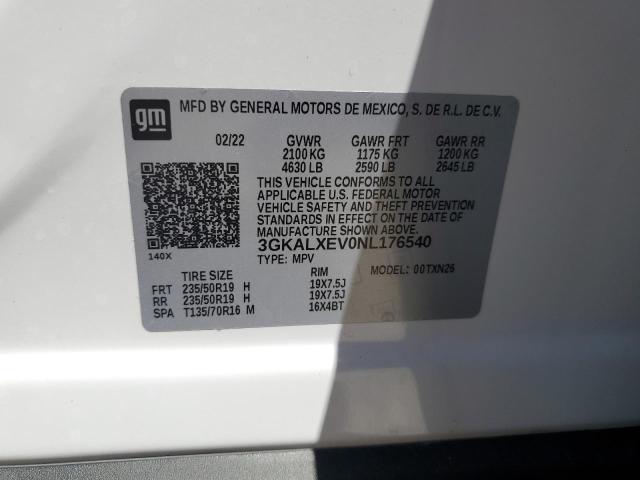 gm
MFD BY GENERAL MOTORS DE MEXICO, S. DE R.L. DE C.V.
02/22 GVWR GAWR FRT GAWR RR
2100 KG 1175 KG 1200 KG
4630 LB 2590 LB 2645 LB
THIS VEHICLE CONFORMS TO ALL
APPLICABLE U.S. FEDERAL MOTOR
VEHICLE SAFETY AND THEFT PREVENTION
STANDARDS IN EFFECT ON THE DATE OF
MANUFACTURE SHOWN ABOVE.
3GKALXEV0NL176540
140X TYPE: MPV MODEL: 00TXN26
TIRE SIZE RIM
FRT 235/50R19 H 19X7.5J
RR 235/50R19 H 19X7.5J
SPA T135/70R16 M 16X4BT